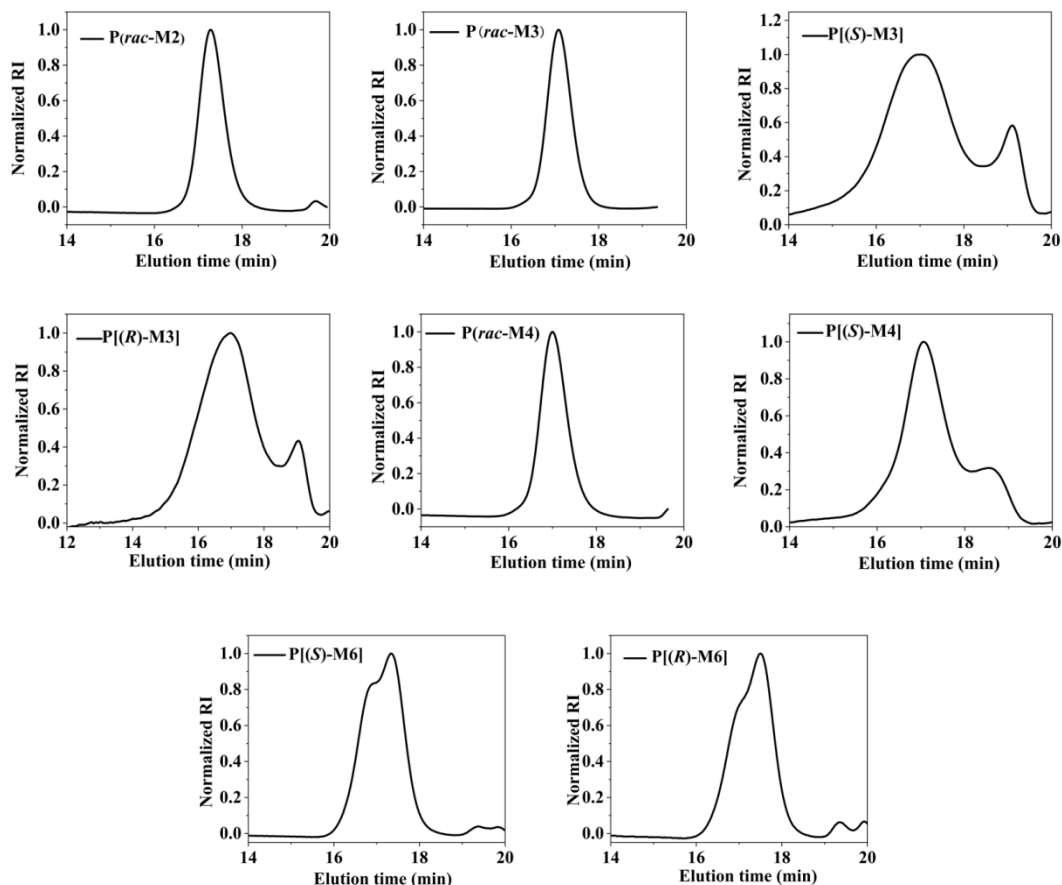 P(rac-M2)
Normalized RI
1.0
0.8
0.6
0.4
0.2
0.0
14 16 18 20
Elution time (min)
P（rac-M3）
Normalized RI
1.0
0.8
0.6
0.4
0.2
0.0
14 16 18 20
Elution time (min)
P[(S)-M3]
Normalized RI
1.2
1.0
0.8
0.6
0.4
0.2
0.0
14 16 18 20
Elution time (min)
P[(R)-M3]
Normalized RI
1.0
0.8
0.6
0.4
0.2
0.0
12 14 16 18 20
Elution time (min)
P(rac-M4)
Normalized RI
1.0
0.8
0.6
0.4
0.2
0.0
14 16 18 20
Elution time (min)
P[(S)-M4]
Normalized RI
1.0
0.8
0.6
0.4
0.2
0.0
14 16 18 20
Elution time (min)
P[(S)-M6]
Normalized RI
1.0
0.8
0.6
0.4
0.2
0.0
14 16 18 20
Elution time (min)
P[(R)-M6]
Normalized RI
1.0
0.8
0.6
0.4
0.2
0.0
14 16 18 20
Elution time (min)